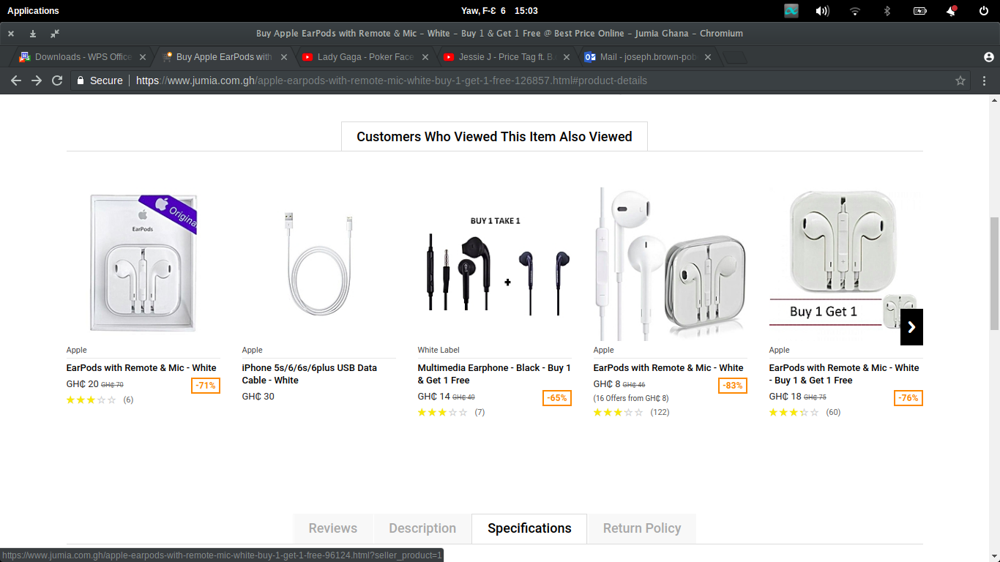 Applications
Yaw, F-Ɛ 6 15:03
Buy Apple EarPods with Remote & Mic - White - Buy 1 & Get 1 Free @ Best Price Online - Jumia Ghana - Chromium
Downloads - WPS Office
Buy Apple EarPods with
Lady Gaga - Poker Face
Jessie J - Price Tag ft. B.
Mail - joseph.brown-pob
Secure
https://www.jumia.com.gh/apple-earpods-with-remote-mic-white-buy-1-get-1-free-126857.html#product-details
Customers Who Viewed This Item Also Viewed
Original
EarPods
BUY 1 TAKE 1
+
L
Buy 1 Get 1
Apple
EarPods with Remote & Mic - White
GH₵ 20 GH₵ 70
-71%
(6)
Apple
iPhone 5s/6/6s/6plus USB Data
Cable - White
GH₵ 30
White Label
Multimedia Earphone - Black - Buy 1
& Get 1 Free
GH₵ 14 GH₵ 40
-65%
(7)
Apple
EarPods with Remote & Mic - White
GH₵ 8 GH₵ 46
-83%
(16 Offers from GH₵ 8)
(122)
Apple
EarPods with Remote & Mic - White
- Buy 1 & Get 1 Free
GH₵ 18 GH₵ 75
-76%
(60)
Reviews
Description
Specifications
Return Policy
https://www.jumia.com.gh/apple-earpods-with-remote-mic-white-buy-1-get-1-free-96124.html?seller_product=1